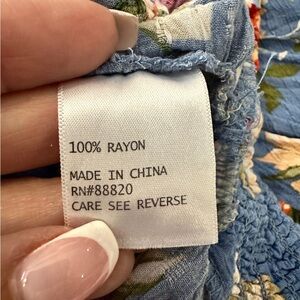 100% RAYON
MADE IN CHINA
RN#88820
CARE SEE REVERSE